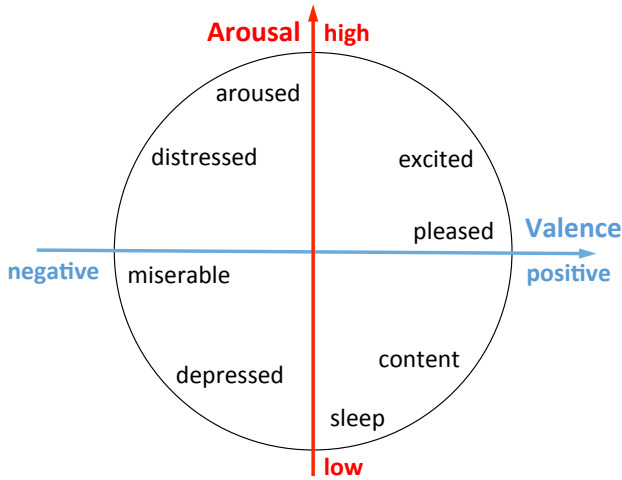 Arousal high
aroused
distressed
excited
pleased
Valence
negative
miserable
positive
content
depressed
sleep
low